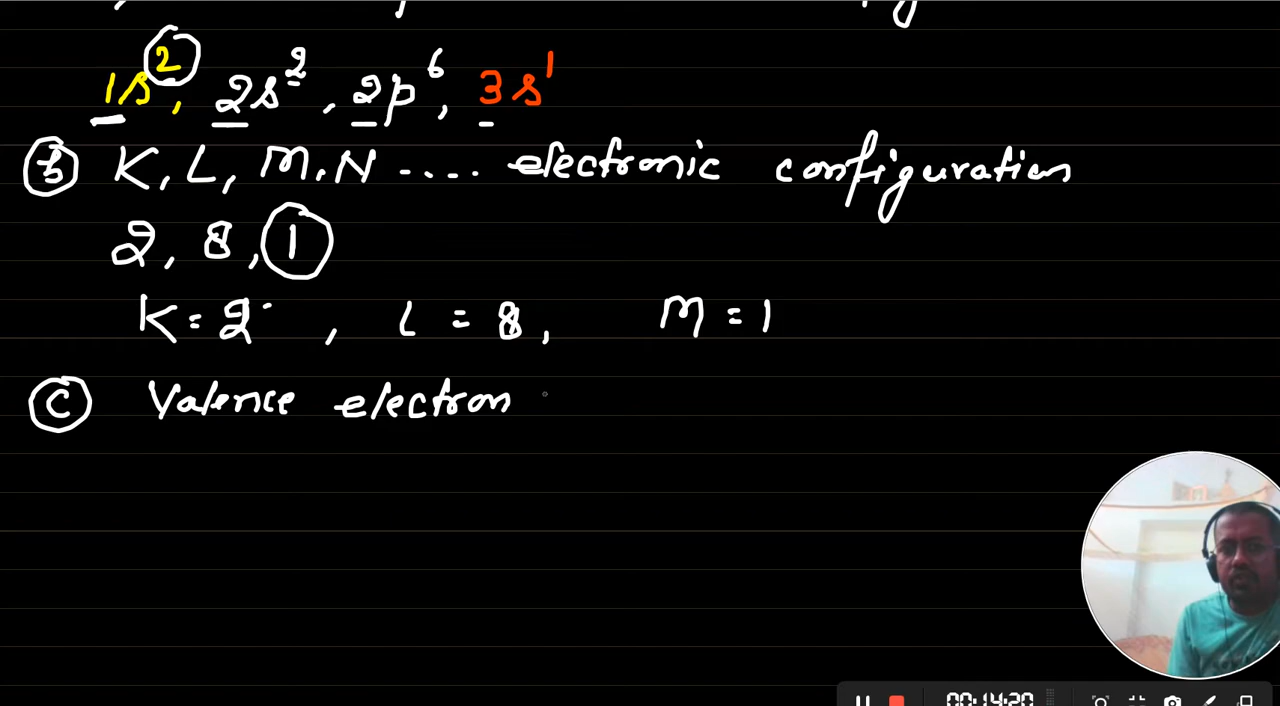 1s², 2s², 2p⁶, 3s¹
b K, L, M, N .... electronic configuration
2, 8, 1
K = 2, L = 8, M = 1
c Valence electron
00:14:20